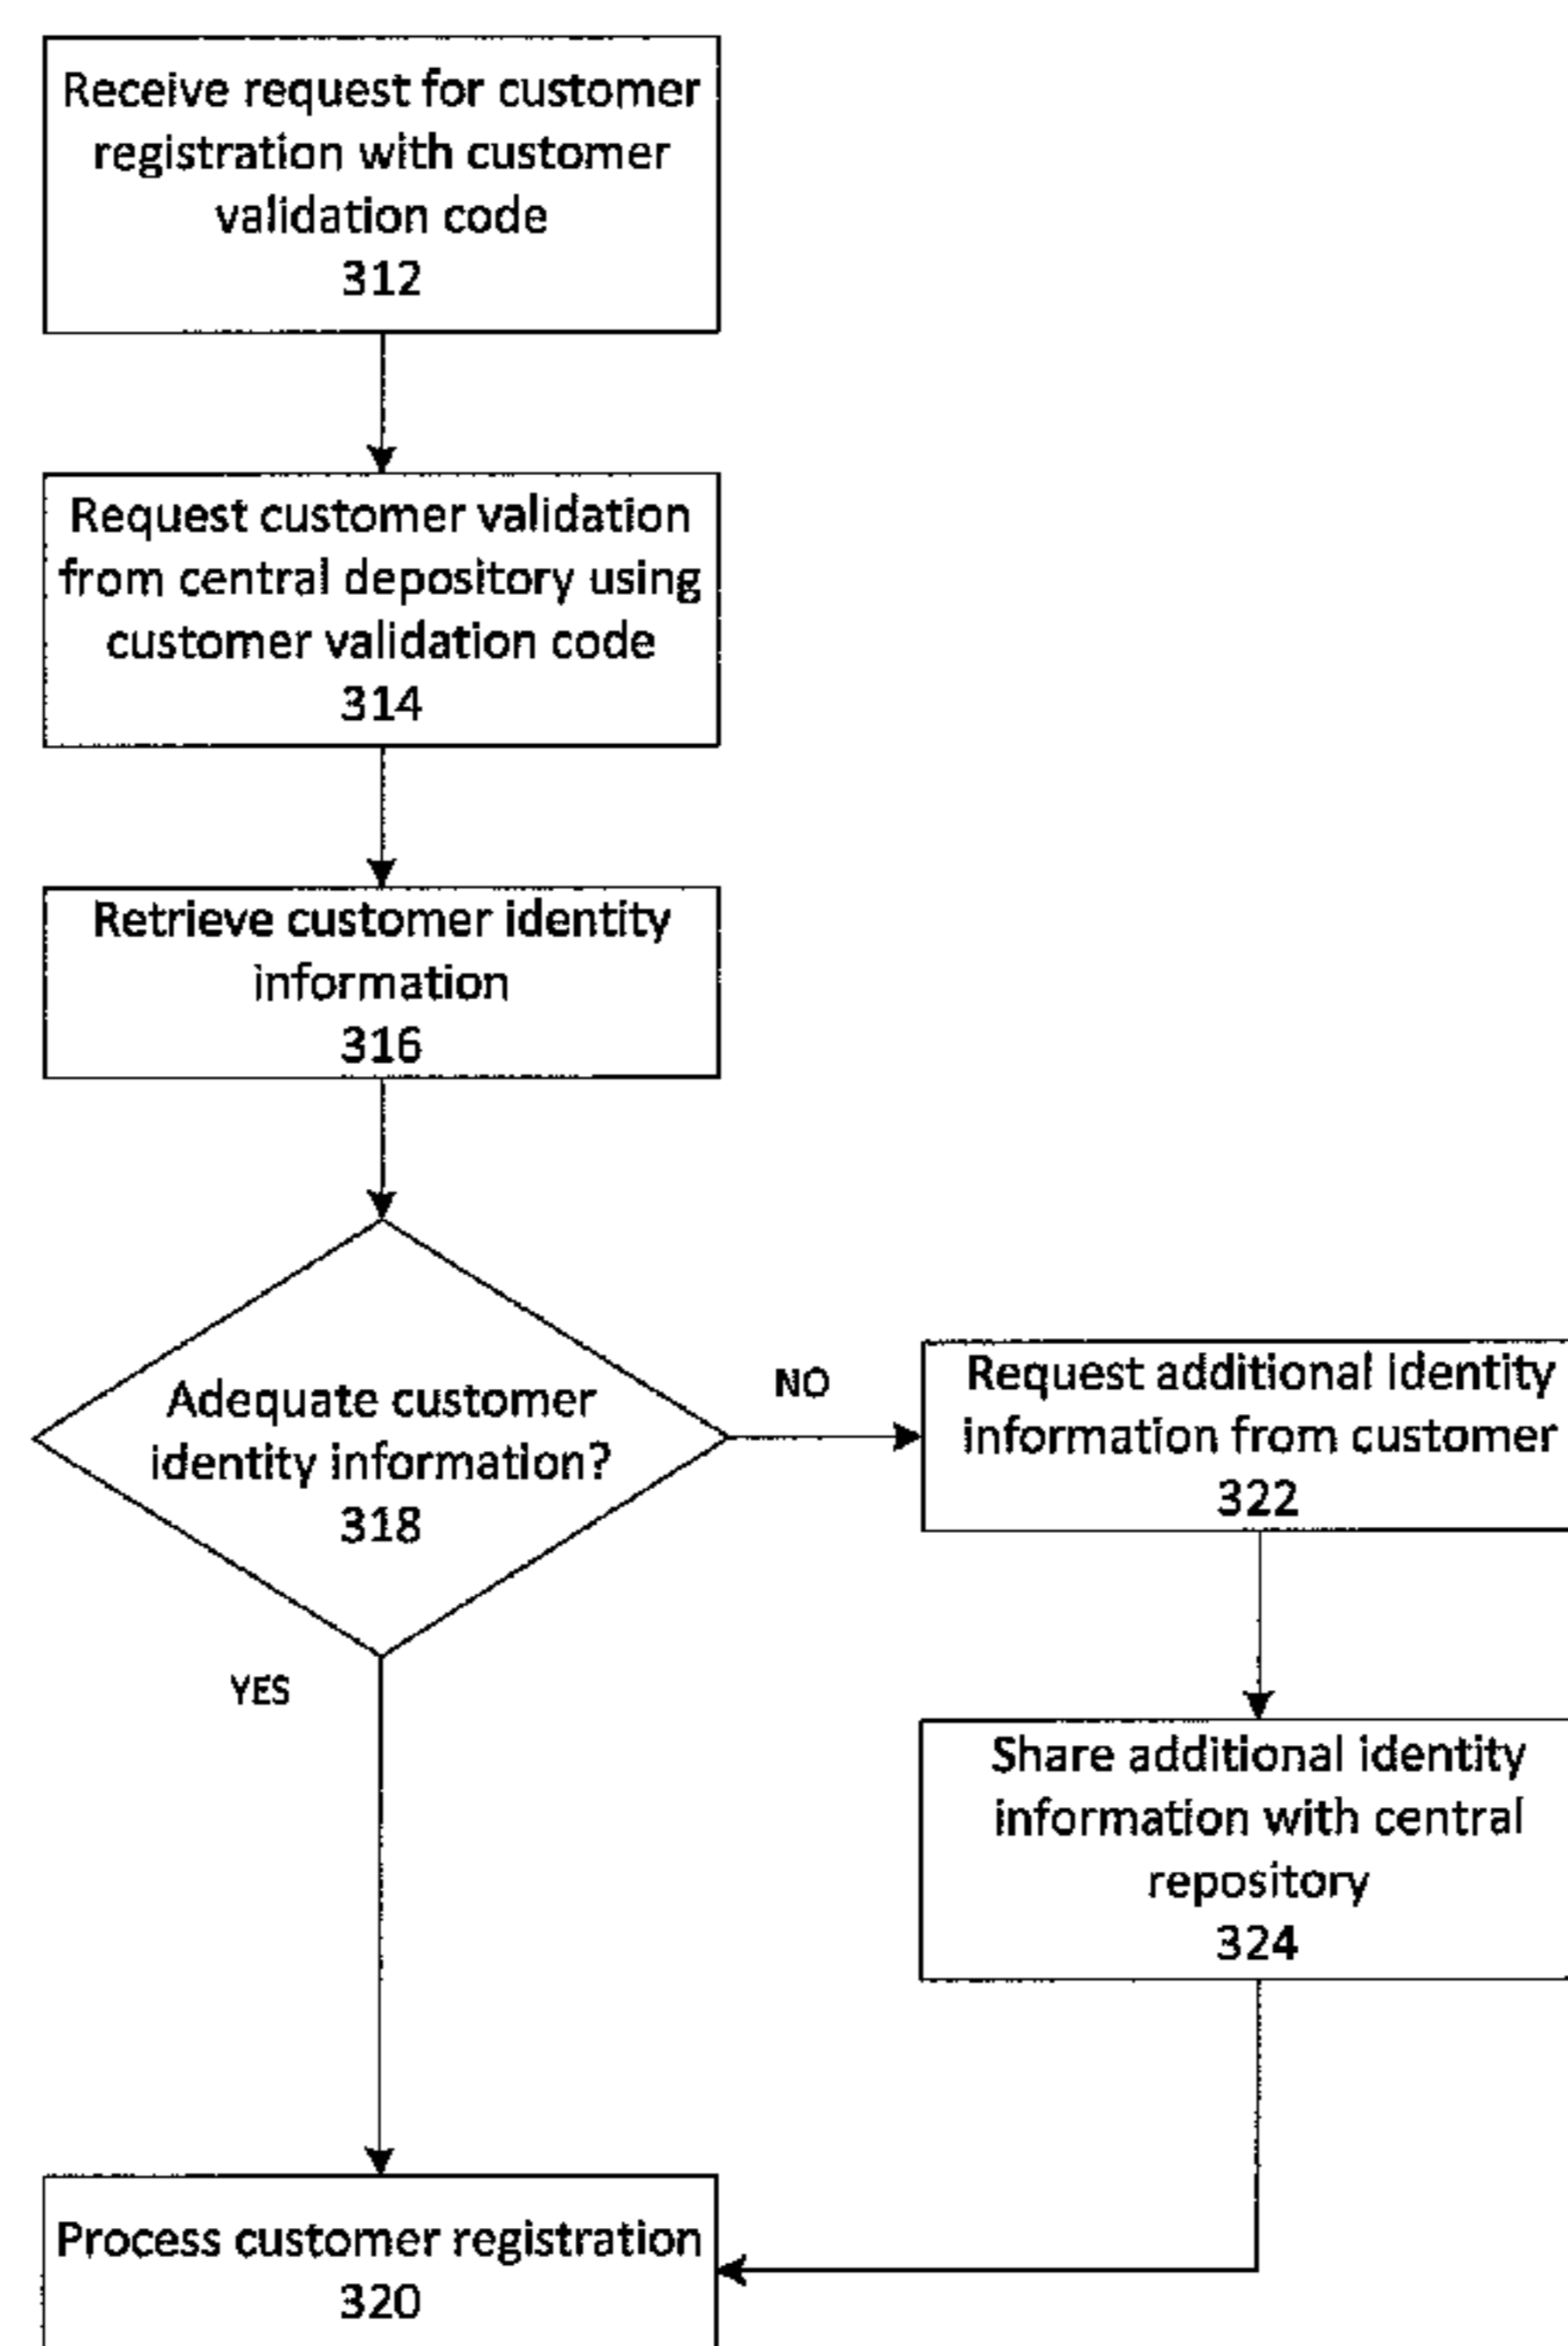 Receive request for customer
registration with customer
validation code
312
Request customer validation
from central depository using
customer validation code
314
Retrieve customer identity
information
316
Adequate customer
identity information?
318
NO
Request additional identity
information from customer
322
YES
Share additional identity
information with central
repository
324
Process customer registration
320